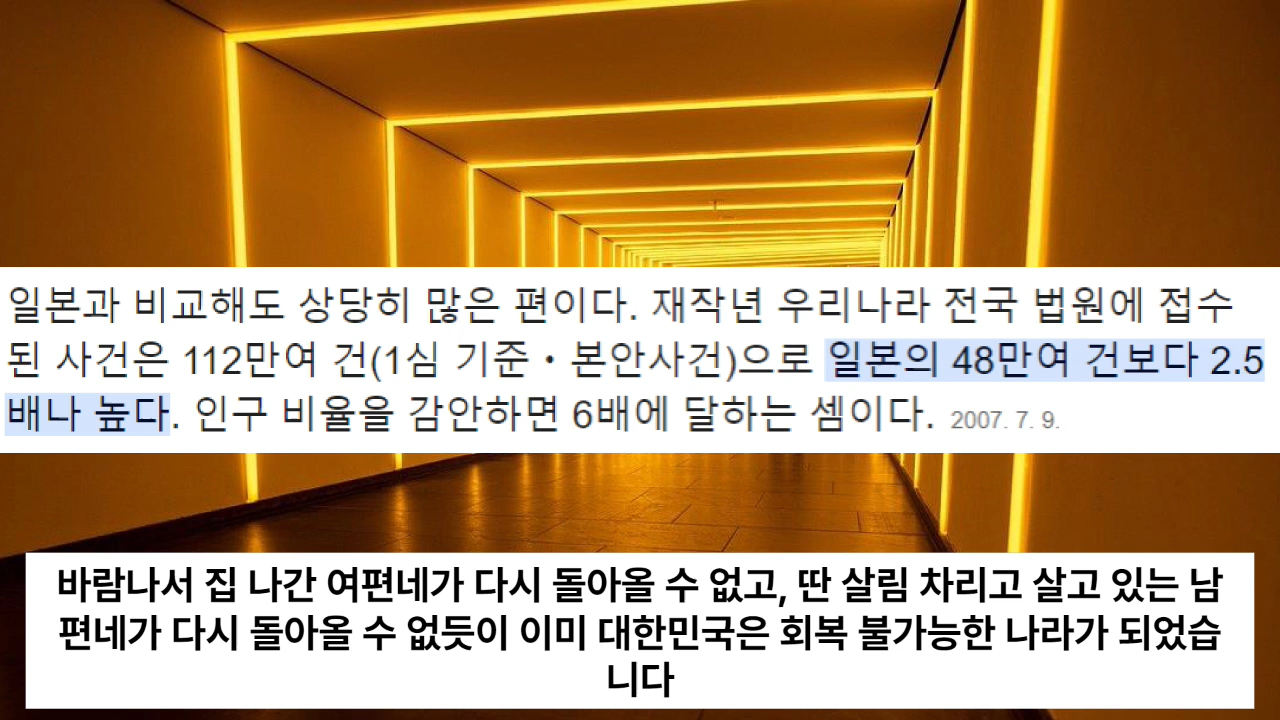 일본과 비교해도 상당히 많은 편이다. 재작년 우리나라 전국 법원에 접수
된 사건은 112만여 건(1심 기준・본안사건)으로 일본의 48만여 건보다 2.5
배나 높다. 인구 비율을 감안하면 6배에 달하는 셈이다. 2007. 7. 9.
바람나서 집 나간 여편네가 다시 돌아올 수 없고, 딴 살림 차리고 살고 있는 남
편네가 다시 돌아올 수 없듯이 이미 대한민국은 회복 불가능한 나라가 되었습
니다